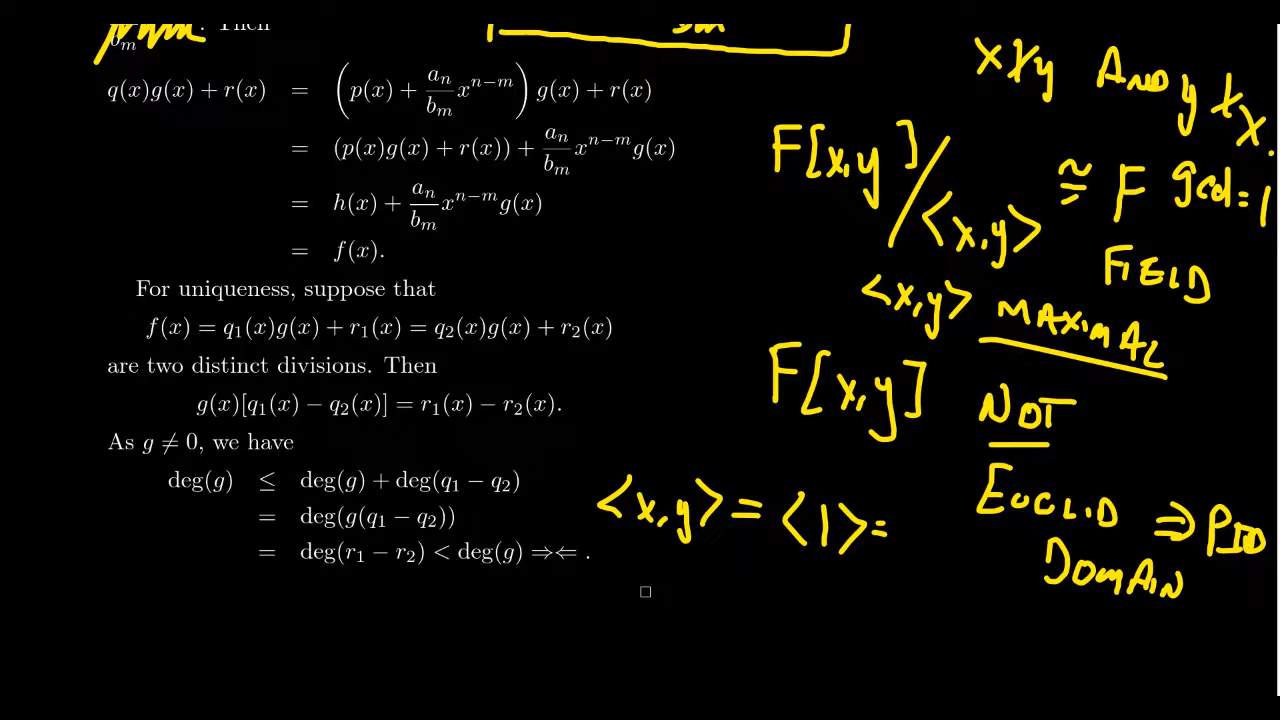 . Then
b_m
q(x)g(x) + r(x) = (p(x) + a_n/b_m x^{n−m}) g(x) + r(x)
= (p(x)g(x) + r(x)) + a_n/b_m x^{n−m} g(x)
= h(x) + a_n/b_m x^{n−m} g(x)
= f(x).
For uniqueness, suppose that
f(x) = q_1(x)g(x) + r_1(x) = q_2(x)g(x) + r_2(x)
are two distinct divisions. Then
g(x)[q_1(x) − q_2(x)] = r_1(x) − r_2(x).
As g ≠ 0, we have
deg(g) ≤ deg(g) + deg(q_1 − q_2)
= deg(g(q_1 − q_2))
= deg(r_1 − r_2) < deg(g) ⇒⇐ .
□
x ∤ y AND y ∤ x.
F[x,y]/<x,y> ≅ F gcd = 1
FIELD
<x,y> MAXIMAL
F[x,y] NOT
EUCLID ⇒ PID
DOMAIN
<x,y> = <1> =